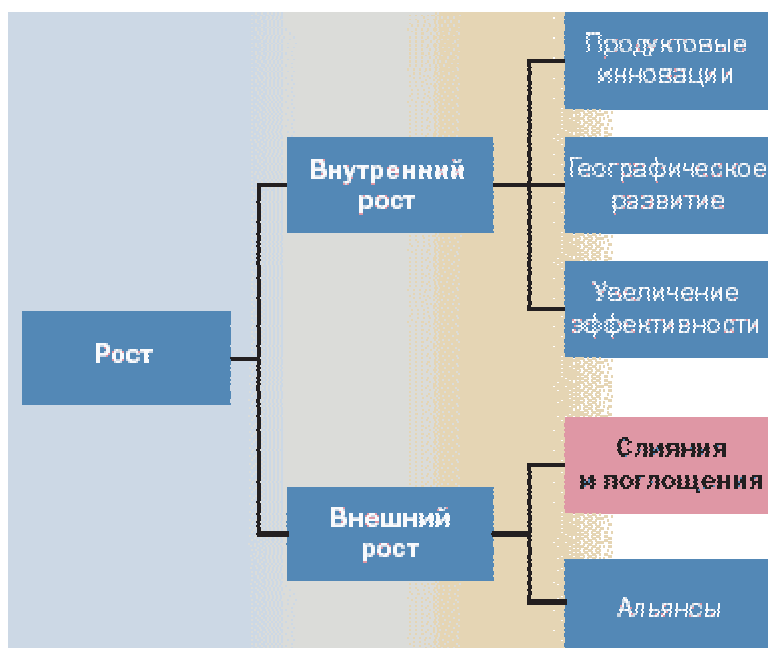 Продуктовые
инновации
Внутренний
рост
Географическое
развитие
Увеличение
эффективности
Рост
Слияния
и поглощения
Внешний
рост
Альянсы